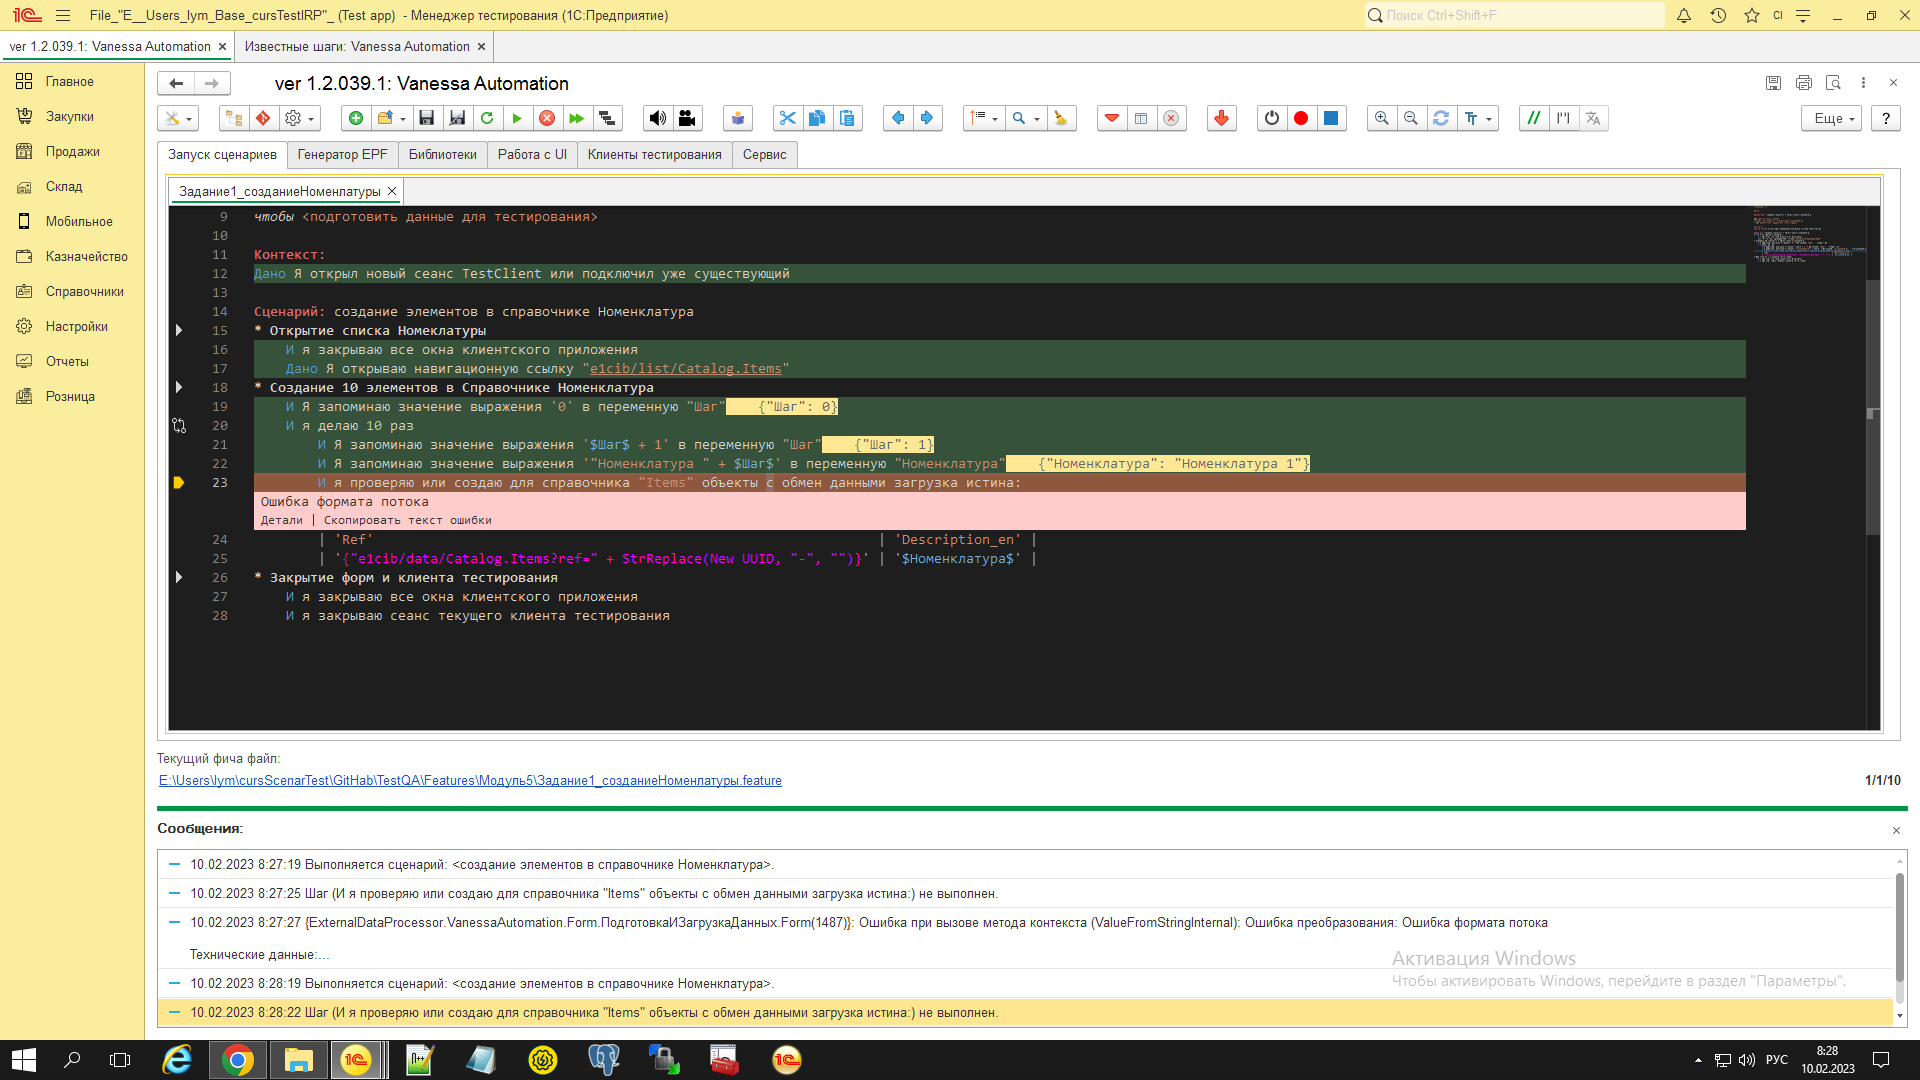 File_"E__Users_lym_Base_cursTestIRP"_ (Test app) - Менеджер тестирования (1С:Предприятие)
Поиск Ctrl+Shift+F
CI
ver 1.2.039.1: Vanessa Automation
Известные шаги: Vanessa Automation
Главное
Закупки
Продажи
Склад
Мобильное
Казначейство
Справочники
Настройки
Отчеты
Розница
ver 1.2.039.1: Vanessa Automation
Еще
?
Запуск сценариев
Генератор EPF
Библиотеки
Работа с UI
Клиенты тестирования
Сервис
Задание1_созданиеНоменлатуры
9 чтобы <подготовить данные для тестирования>
10
11 Контекст:
12 Дано Я открыл новый сеанс TestClient или подключил уже существующий
13
14 Сценарий: создание элементов в справочнике Номенклатура
15 * Открытие списка Номеклатуры
16 И я закрываю все окна клиентского приложения
17 Дано Я открываю навигационную ссылку "e1cib/list/Catalog.Items"
18 * Создание 10 элементов в Справочнике Номенклатура
19 И Я запоминаю значение выражения '0' в переменную "Шаг" {"Шаг": 0}
20 И я делаю 10 раз
21 И Я запоминаю значение выражения '$Шаг$ + 1' в переменную "Шаг" {"Шаг": 1}
22 И Я запоминаю значение выражения '"Номенклатура " + $Шаг$' в переменную "Номенклатура" {"Номенклатура": "Номенклатура 1"}
23 И я проверяю или создаю для справочника "Items" объекты с обмен данными загрузка истина:
Ошибка формата потока
Детали | Скопировать текст ошибки
24 | 'Ref' | 'Description_en' |
25 | '{"e1cib/data/Catalog.Items?ref=" + StrReplace(New UUID, "-", "")}' | '$Номенклатура$' |
26 * Закрытие форм и клиента тестирования
27 И я закрываю все окна клиентского приложения
28 И я закрываю сеанс текущего клиента тестирования
Текущий фича файл:
E:\Users\lym\cursScenarTest\GitHab\TestQA\Features\Модуль5\Задание1_созданиеНоменлатуры.feature
1/1/10
Сообщения:
10.02.2023 8:27:19 Выполняется сценарий: <создание элементов в справочнике Номенклатура>.
10.02.2023 8:27:25 Шаг (И я проверяю или создаю для справочника "Items" объекты с обмен данными загрузка истина:) не выполнен.
10.02.2023 8:27:27 {ExternalDataProcessor.VanessaAutomation.Form.ПодготовкаИЗагрузкаДанных.Form(1487)}: Ошибка при вызове метода контекста (ValueFromStringInternal): Ошибка преобразования: Ошибка формата потока
Технические данные:...
10.02.2023 8:28:19 Выполняется сценарий: <создание элементов в справочнике Номенклатура>.
10.02.2023 8:28:22 Шаг (И я проверяю или создаю для справочника "Items" объекты с обмен данными загрузка истина:) не выполнен.
Активация Windows
Чтобы активировать Windows, перейдите в раздел "Параметры".
РУС
8:28
10.02.2023